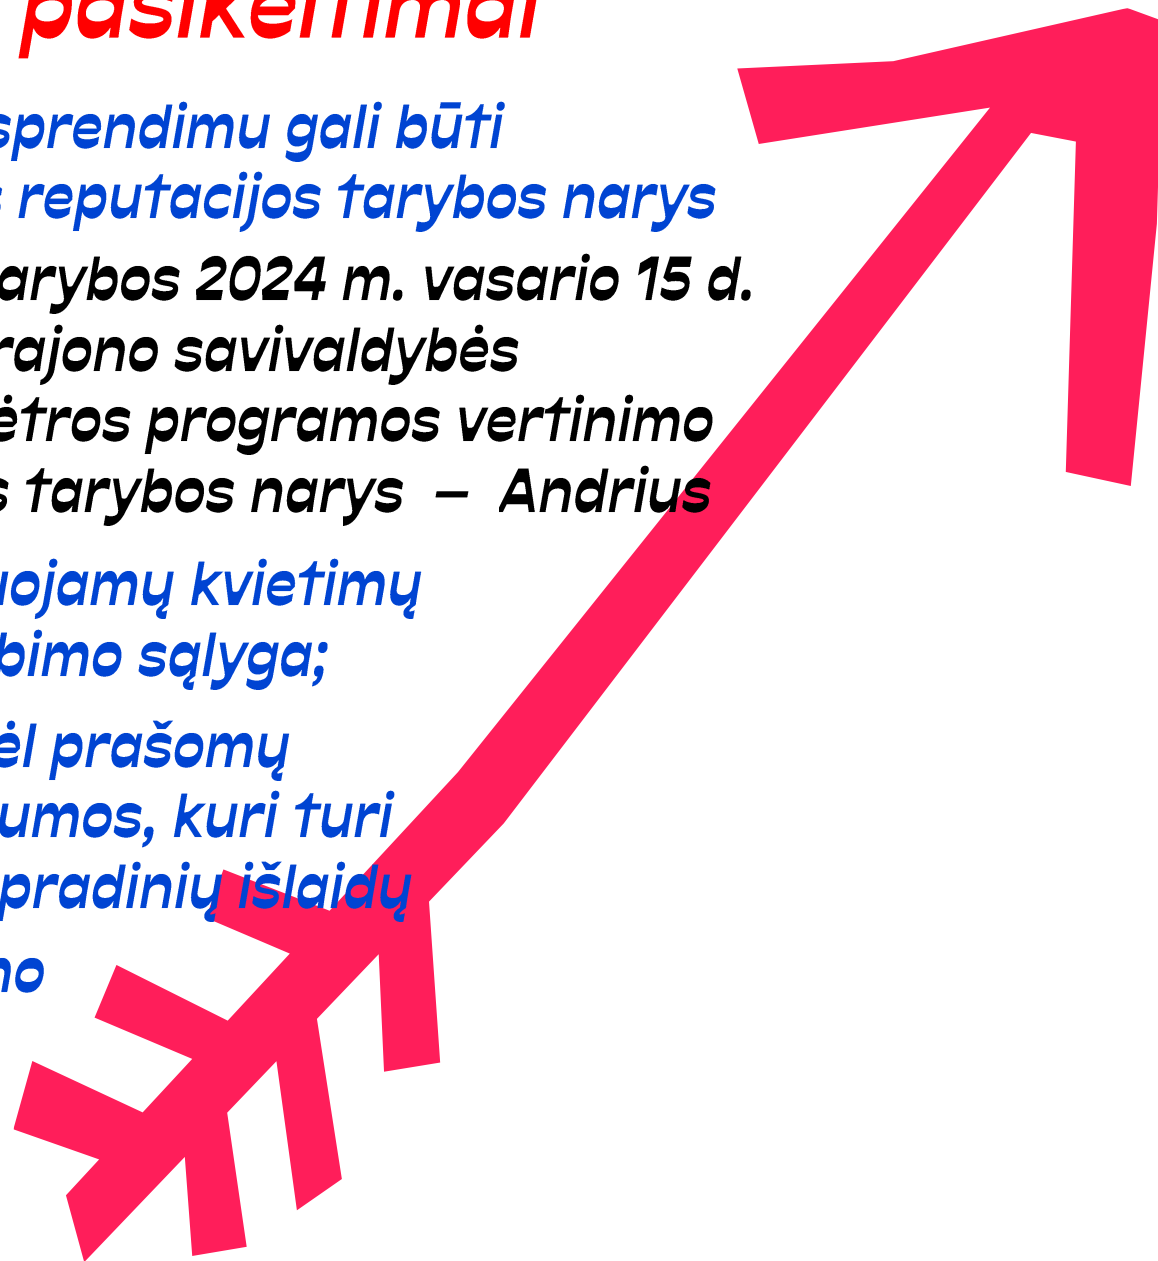 pasikeitimai
sprendimu gali būti
reputacijos tarybos narys
arybos 2024 m. vasario 15 d.
rajono savivaldybės
ėtros programos vertinimo
tarybos narys – Andrius
uojamų kvietimų
bimo sąlyga;
ėl prašomų
umos, kuri turi
pradinių išlaidų
no